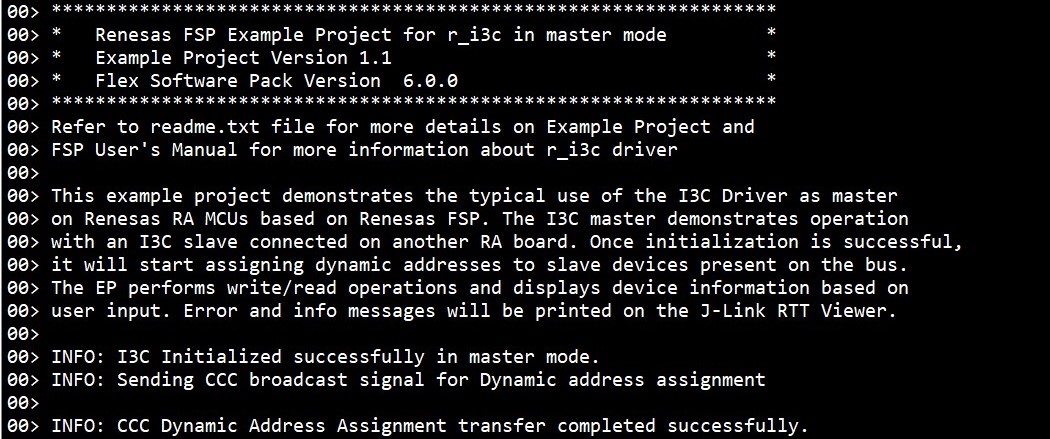 00> ******************************************************************
00> *   Renesas FSP Example Project for r_i3c in master mode         *
00> *   Example Project Version 1.1                                  *
00> *   Flex Software Pack Version  6.0.0                            *
00> ******************************************************************
00> Refer to readme.txt file for more details on Example Project and
00> FSP User's Manual for more information about r_i3c driver
00>
00> This example project demonstrates the typical use of the I3C Driver as master
00> on Renesas RA MCUs based on Renesas FSP. The I3C master demonstrates operation
00> with an I3C slave connected on another RA board. Once initialization is successful,
00> it will start assigning dynamic addresses to slave devices present on the bus.
00> The EP performs write/read operations and displays device information based on
00> user input. Error and info messages will be printed on the J-Link RTT Viewer.
00>
00> INFO: I3C Initialized successfully in master mode.
00> INFO: Sending CCC broadcast signal for Dynamic address assignment
00>
00> INFO: CCC Dynamic Address Assignment transfer completed successfully.